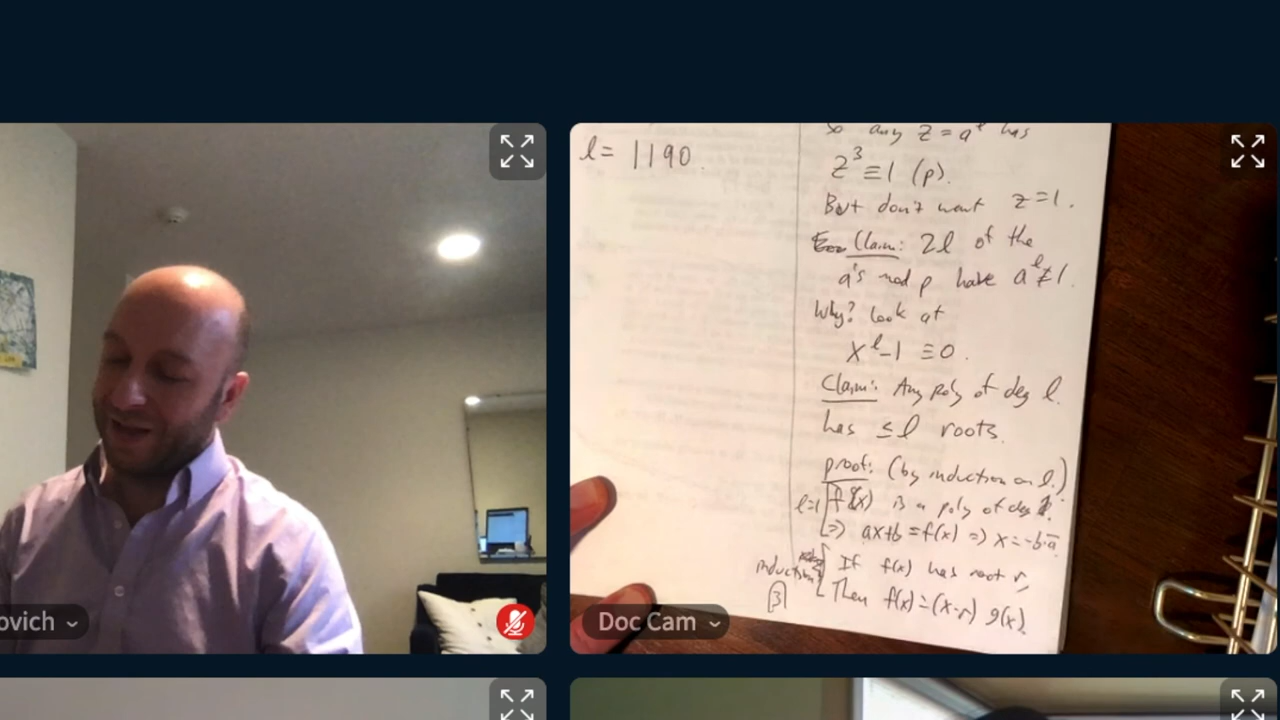 l = 1190.
So any z = a^l has
z^3 ≡ 1 (p).
But don't want z = 1.
Claim: 2l of the
a's mod p have a^l ≢ 1.
Why? Look at
x^l - 1 ≡ 0.
Claim: Any poly of deg l.
has ≤ l roots.
proof: (by induction on l.)
l=1 f(x) is a poly of deg 1.
=> ax+b = f(x) => x = -b·a̅
induction If f(x) has root r,
Then f(x) = (x-r) g(x).
3
ovich
Doc Cam